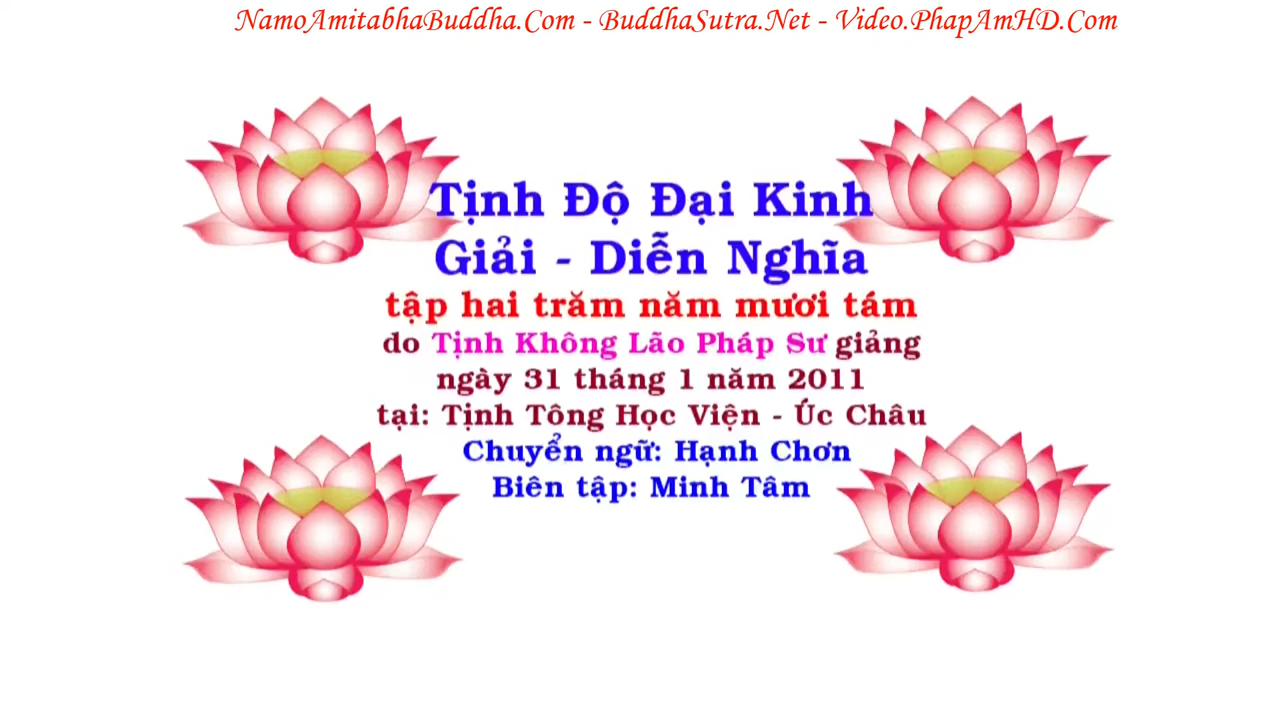 NamoAmitabhaBuddha.Com - BuddhaSutra.Net - Video.PhapAmHD.Com
Tịnh Độ Đại Kinh
Giải - Diễn Nghĩa
tập hai trăm năm mươi tám
do Tịnh Không Lão Pháp Sư giảng
ngày 31 tháng 1 năm 2011
tại: Tịnh Tông Học Viện - Úc Châu
Chuyển ngữ: Hạnh Chơn
Biên tập: Minh Tâm